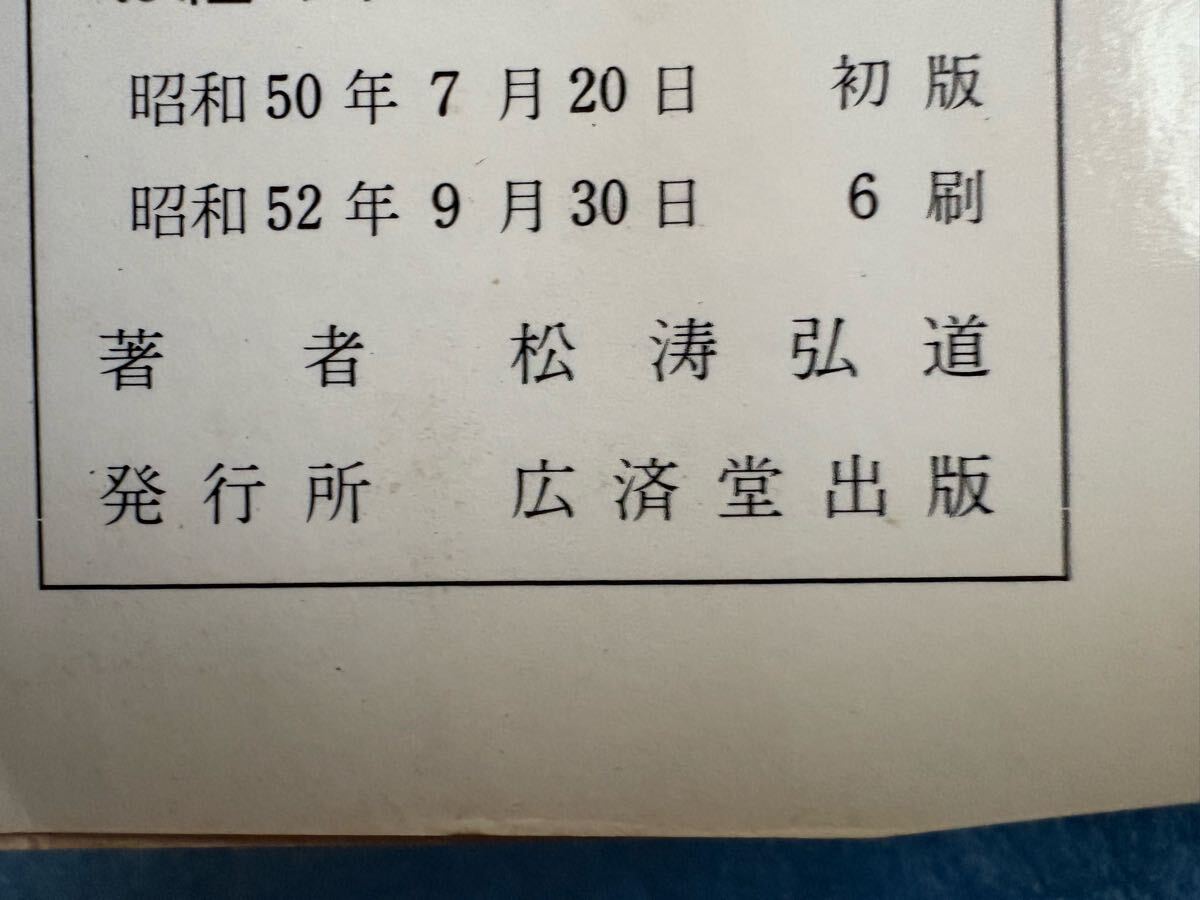 昭和50年7月20日 初版
昭和52年9月30日 6刷
著者 松涛弘道
発行所 広済堂出版